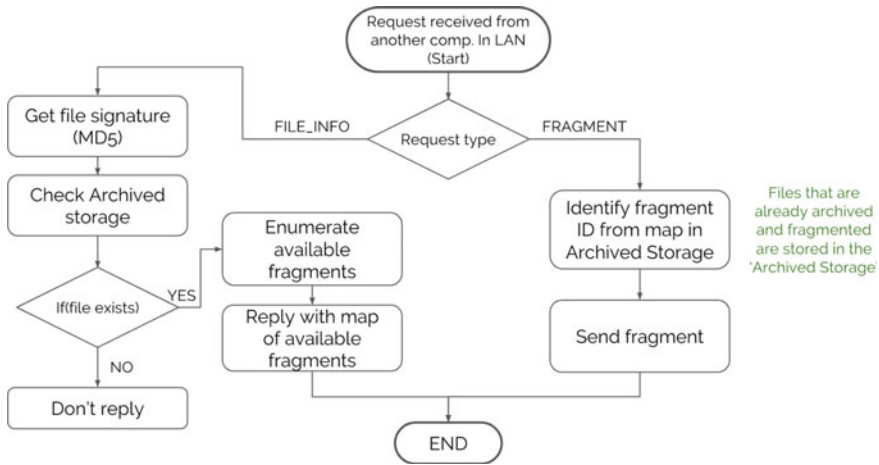 Request received from
another comp. In LAN
(Start)
FILE_INFO
Request type
FRAGMENT
Get file signature
(MD5)
Check Archived
storage
If(file exists)
YES
NO
Don't reply
Enumerate
available
fragments
Reply with map
of available
fragments
Identify fragment
ID from map in
Archived Storage
Send fragment
Files that are
already archived
and fragmented
are stored in the
'Archived Storage'
END